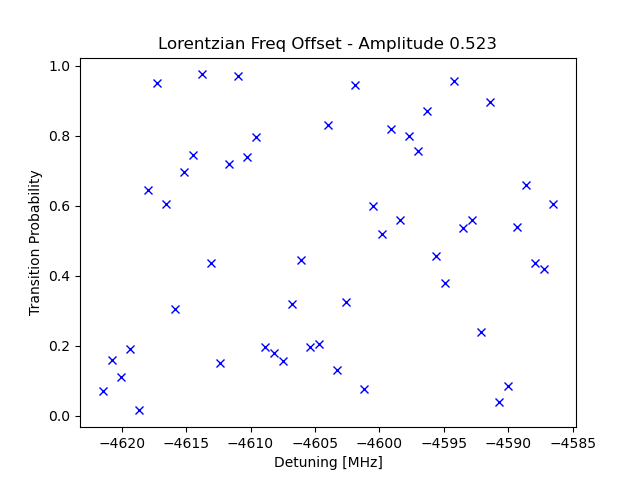 Lorentzian Freq Offset - Amplitude 0.523
Transition Probability
1.0
0.8
0.6
0.4
0.2
0.0
−4620 −4615 −4610 −4605 −4600 −4595 −4590 −4585
Detuning [MHz]